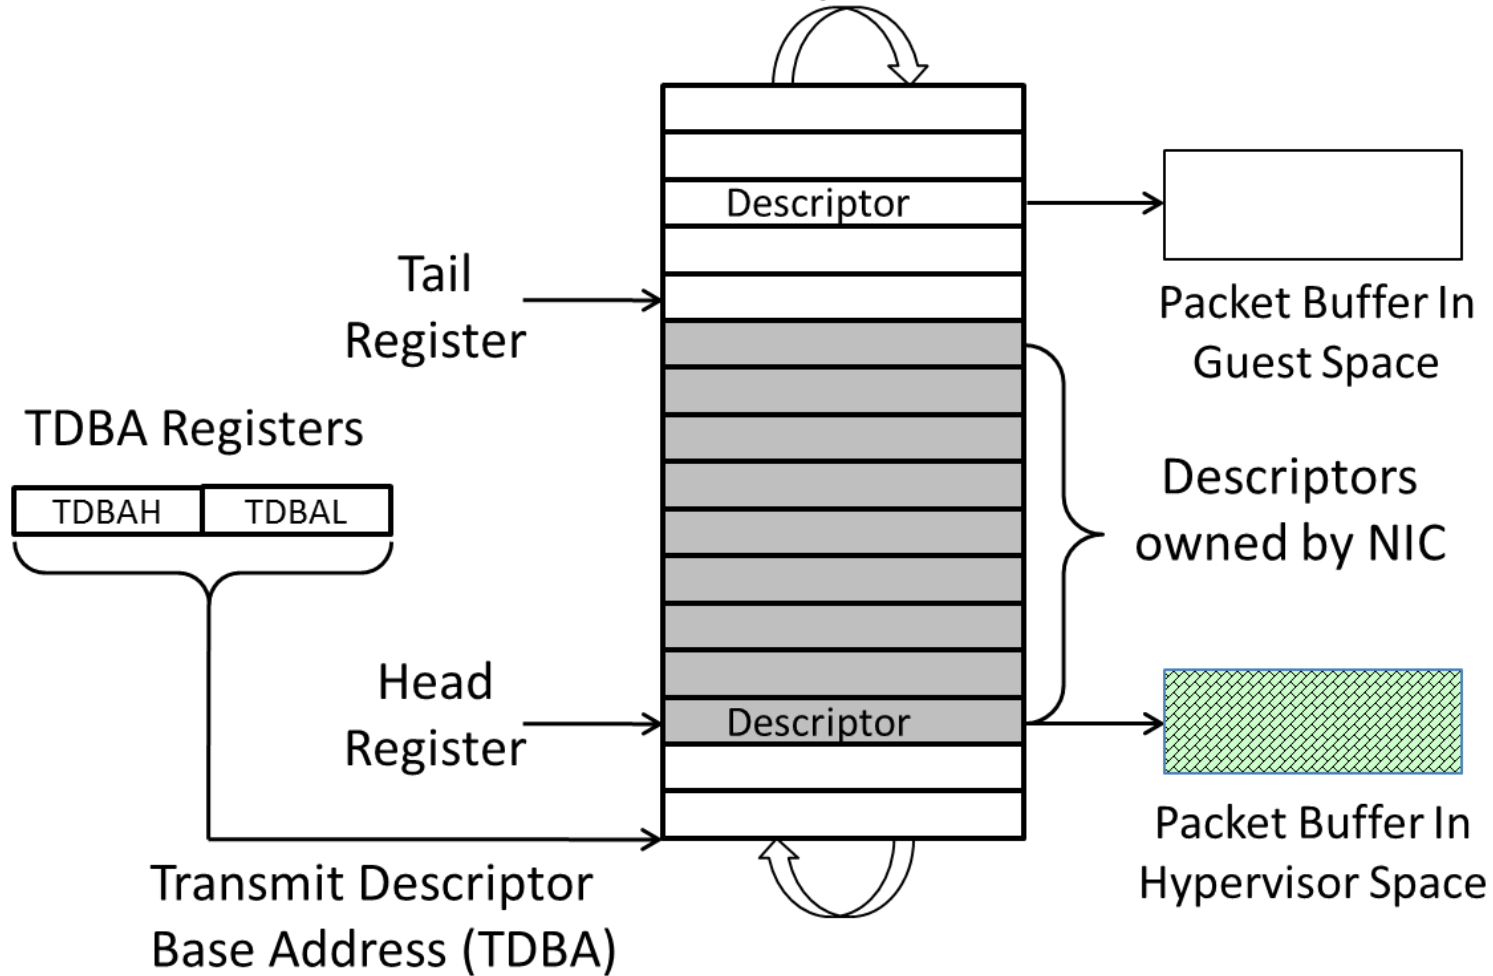 Descriptor
Tail
Register
Packet Buffer In
Guest Space
TDBA Registers
TDBAH TDBAL
Descriptors
owned by NIC
Head
Register
Descriptor
Packet Buffer In
Hypervisor Space
Transmit Descriptor
Base Address (TDBA)